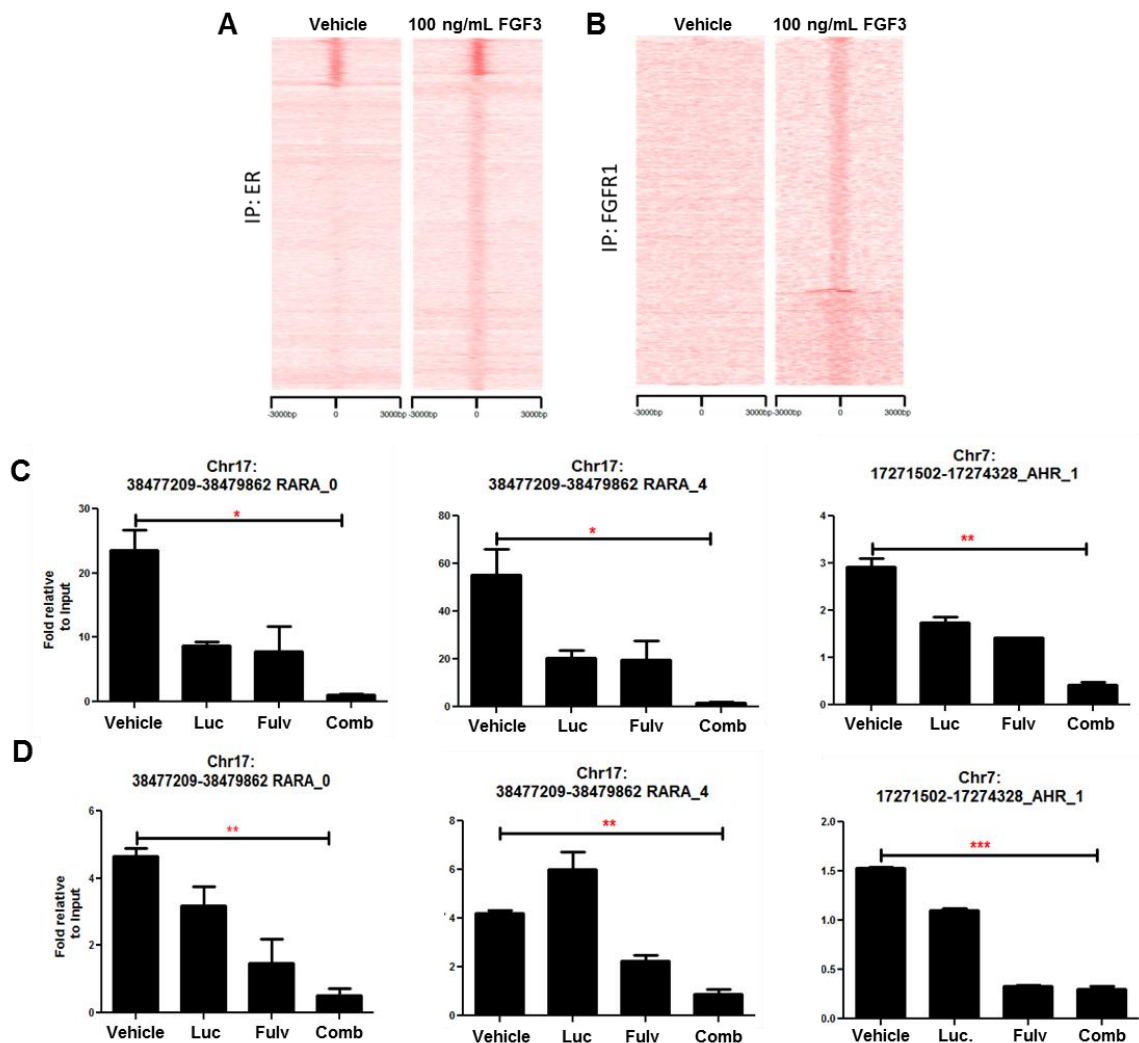 A
Vehicle
100 ng/mL FGF3
B
Vehicle
100 ng/mL FGF3
IP: ER
IP: FGFR1
-3000bp 0 3000bp
-3000bp 0 3000bp
-3000bp 0 3000bp
-3000bp 0 3000bp
C
Chr17:
38477209-38479862 RARA_0
30
20
10
0
Fold relative
to Input
*
Vehicle Luc Fulv Comb
Chr17:
38477209-38479862 RARA_4
80
60
40
20
0
*
Vehicle Luc Fulv Comb
Chr7:
17271502-17274328_AHR_1
3
4
2
1
0
**
Vehicle Luc Fulv Comb
D
Chr17:
38477209-38479862 RARA_0
6
4
2
0
Fold relative
to Input
**
Vehicle Luc Fulv Comb
Chr17:
38477209-38479862 RARA_4
8
6
4
2
0
**
Vehicle Luc Fulv Comb
Chr7:
17271502-17274328_AHR_1
2.0
1.5
1.0
0.5
0.0
***
Vehicle Luc. Fulv Comb